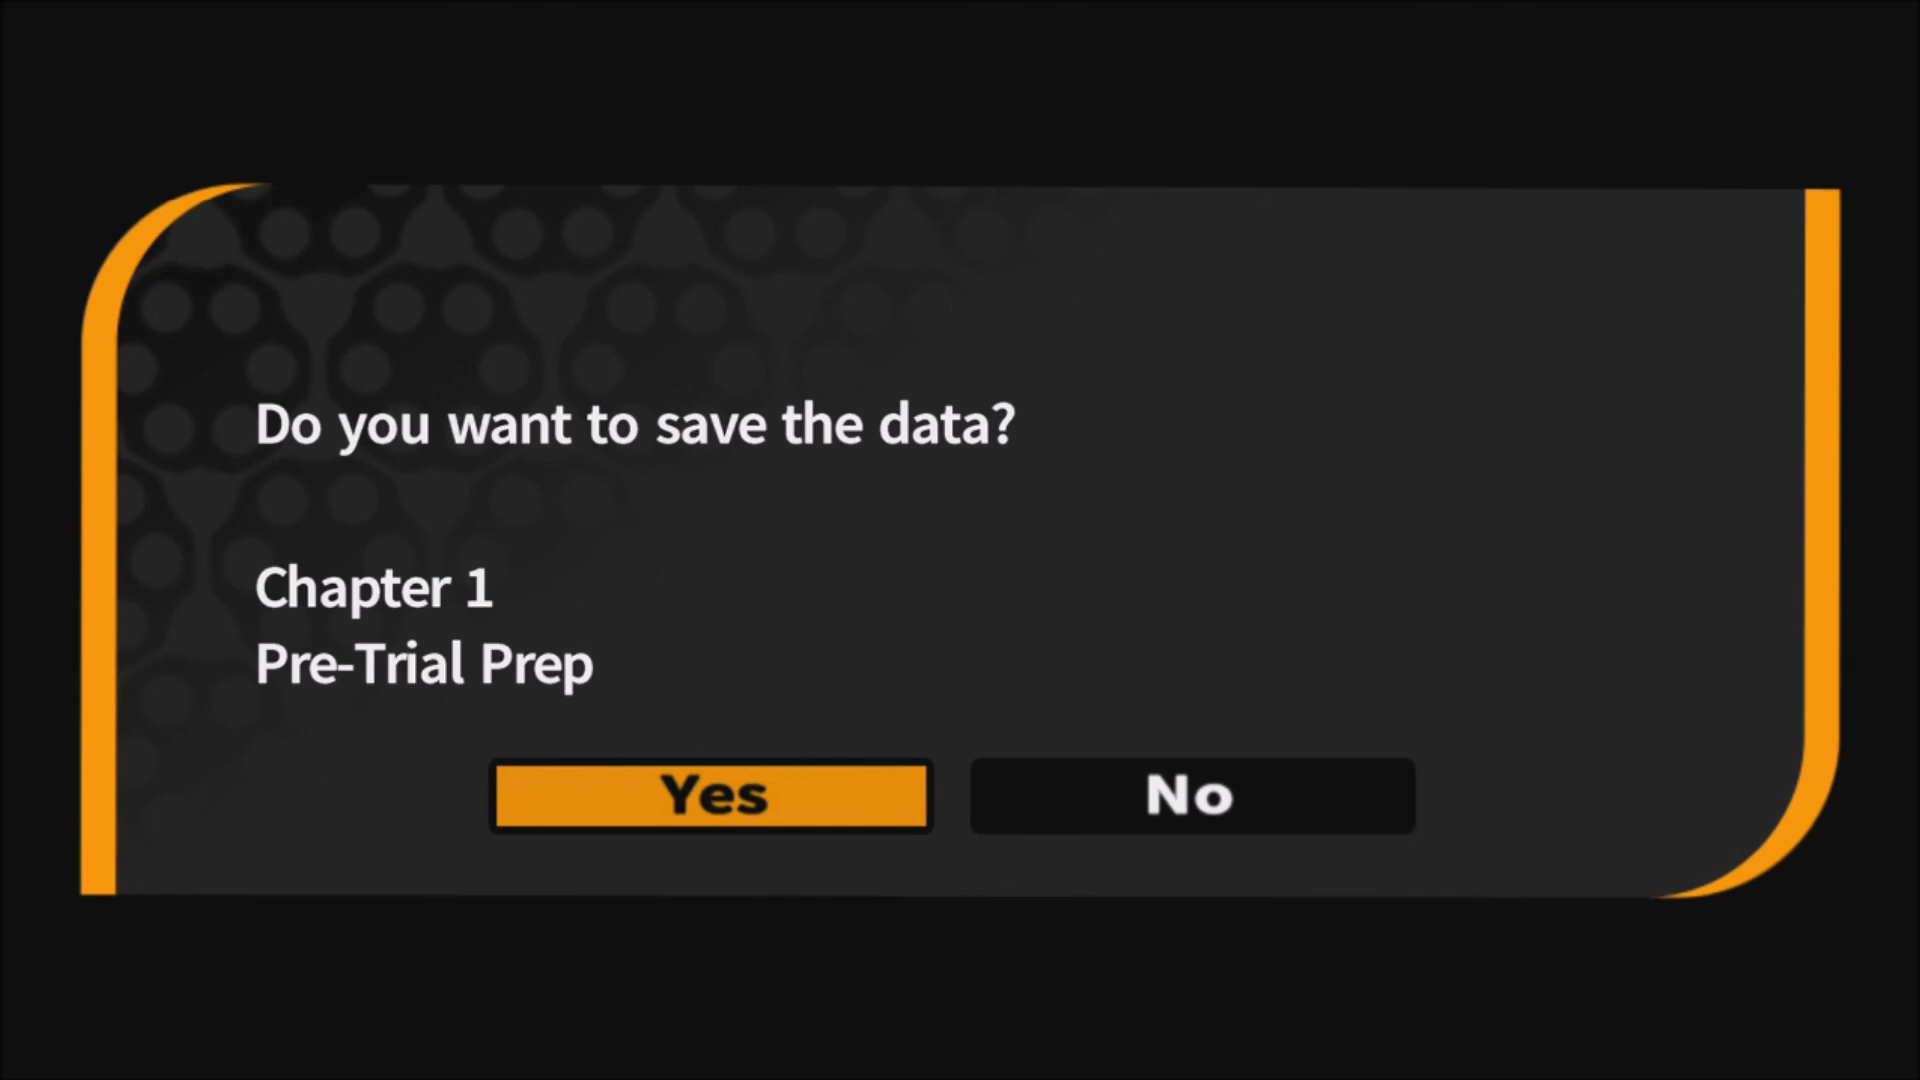 Do you want to save the data?
Chapter 1
Pre-Trial Prep
Yes
No